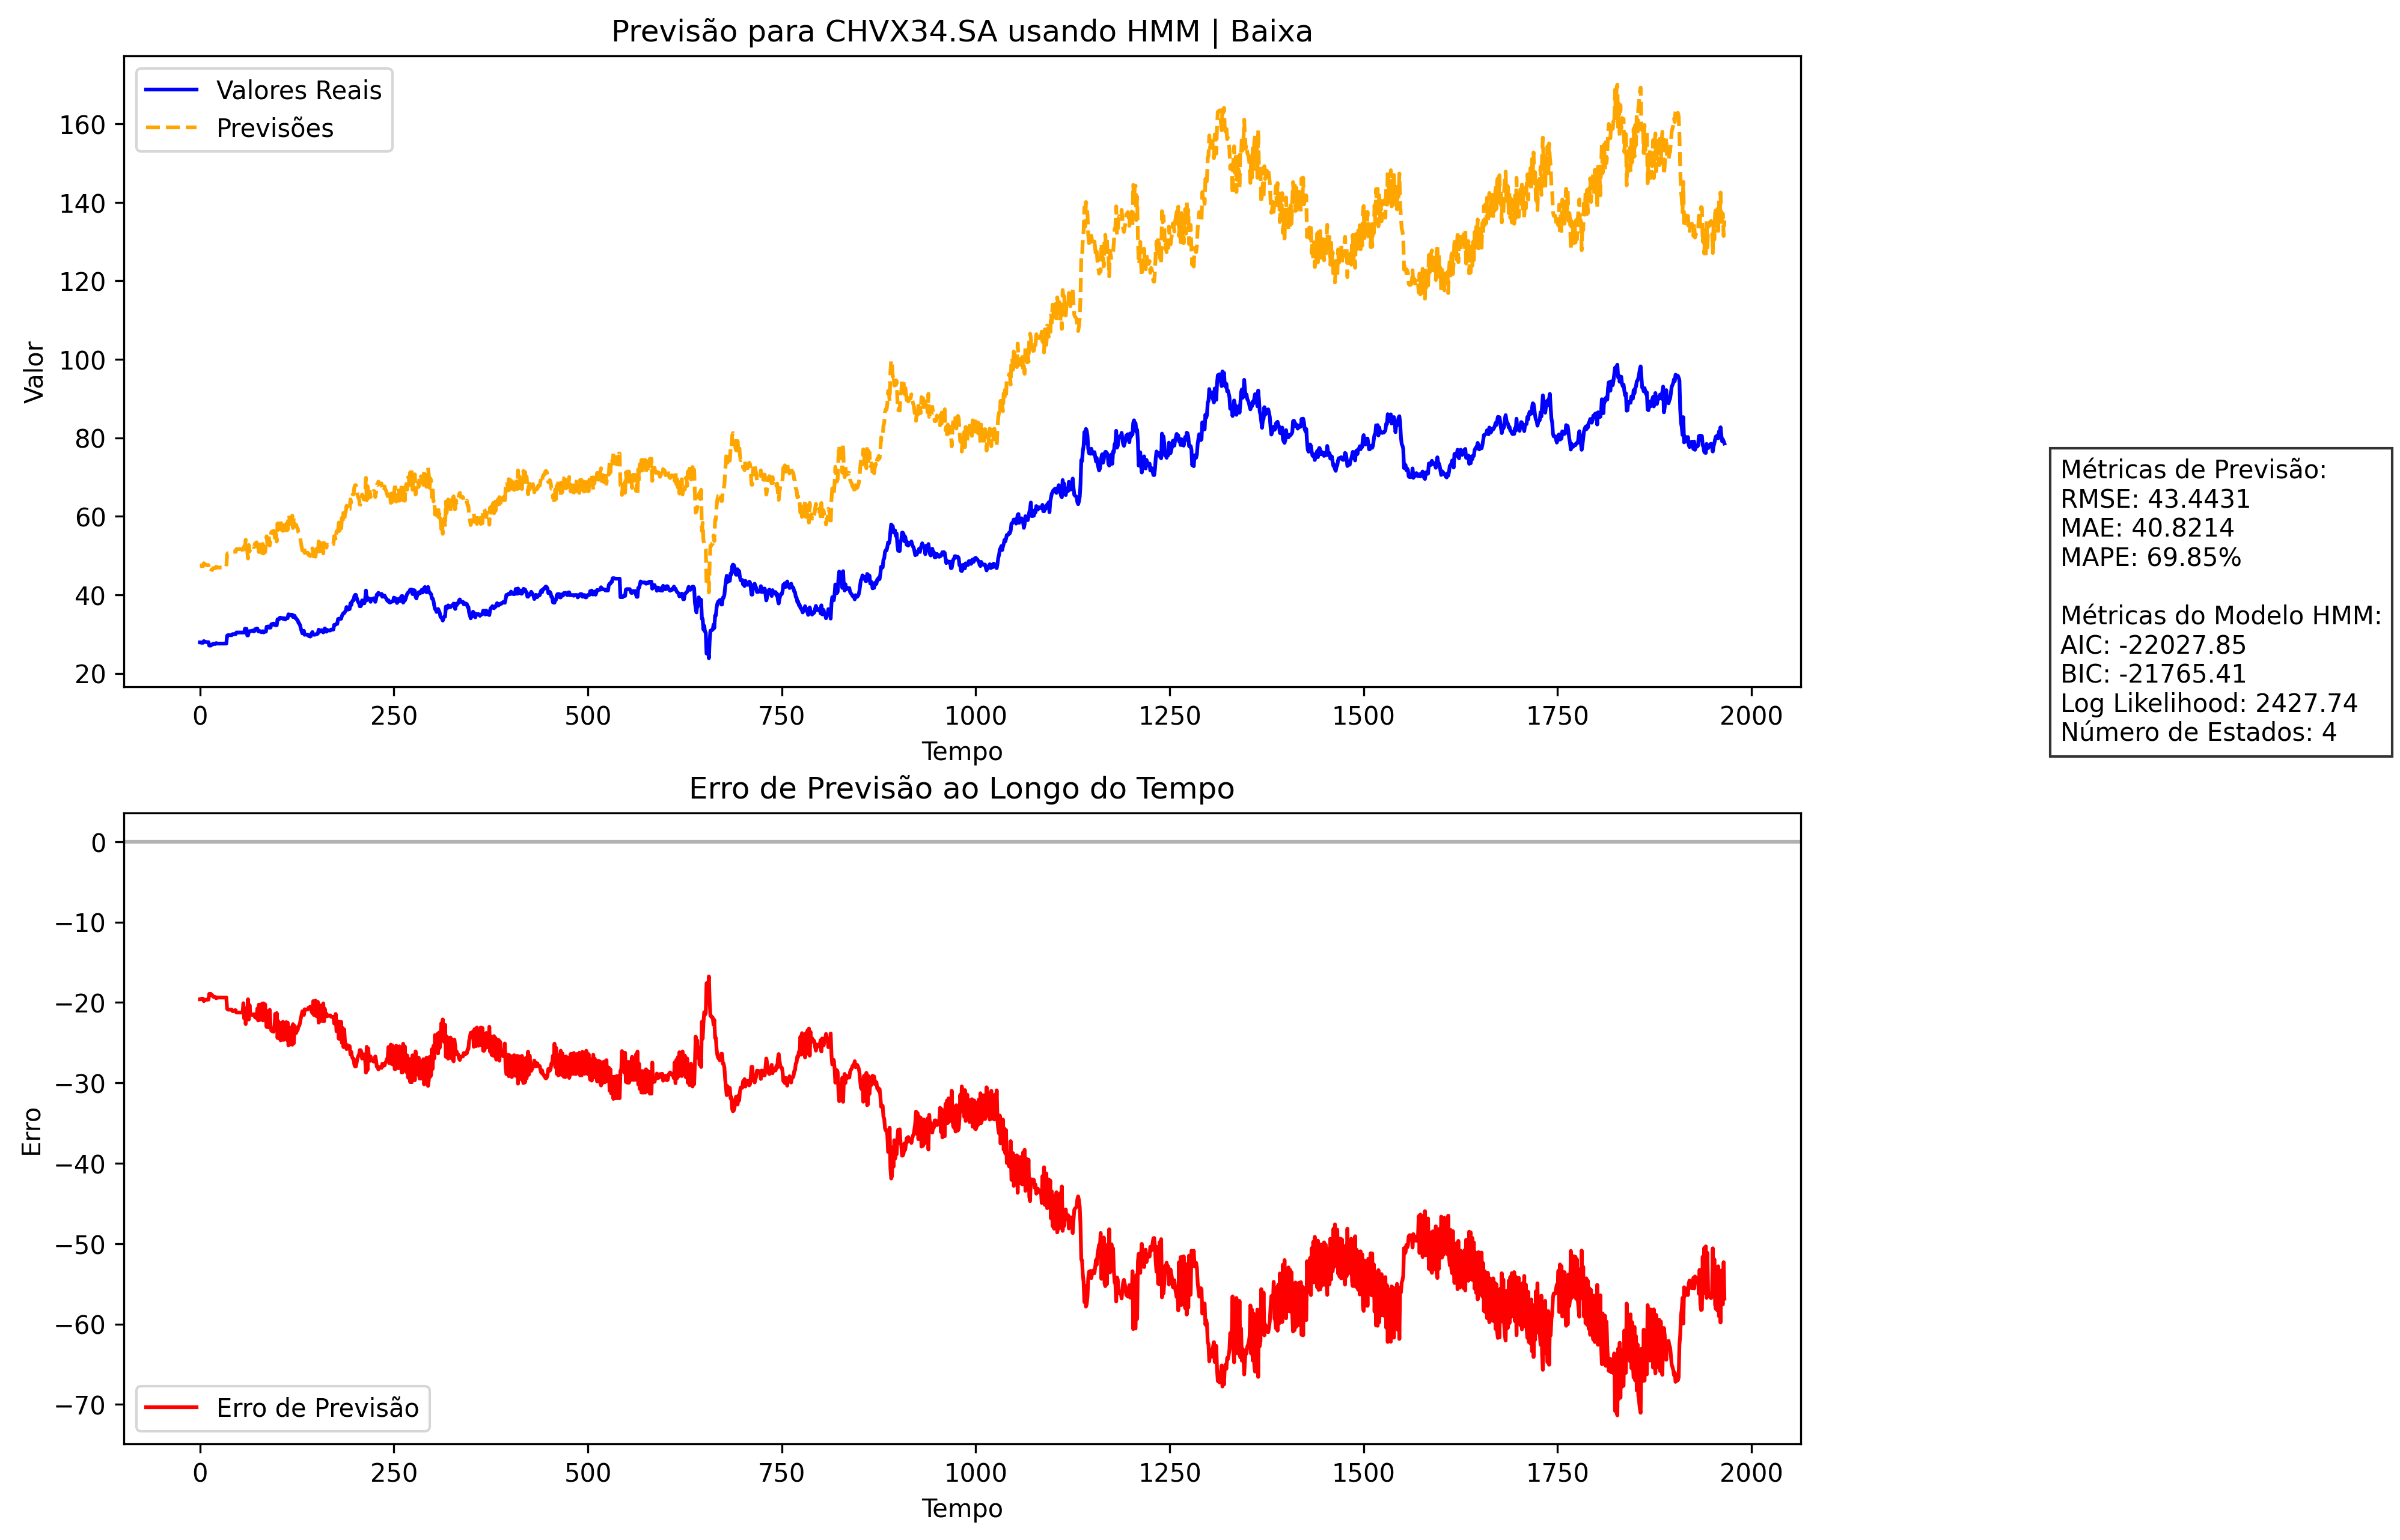 Previsão para CHVX34.SA usando HMM | Baixa
Valores Reais
Previsões
Valor
160
140
120
100
80
60
40
20
0 250 500 750 1000 1250 1500 1750 2000
Tempo
Métricas de Previsão:
RMSE: 43.4431
MAE: 40.8214
MAPE: 69.85%
Métricas do Modelo HMM:
AIC: -22027.85
BIC: -21765.41
Log Likelihood: 2427.74
Número de Estados: 4
Erro de Previsão ao Longo do Tempo
Erro
0
−10
−20
−30
−40
−50
−60
−70
Erro de Previsão
0 250 500 750 1000 1250 1500 1750 2000
Tempo